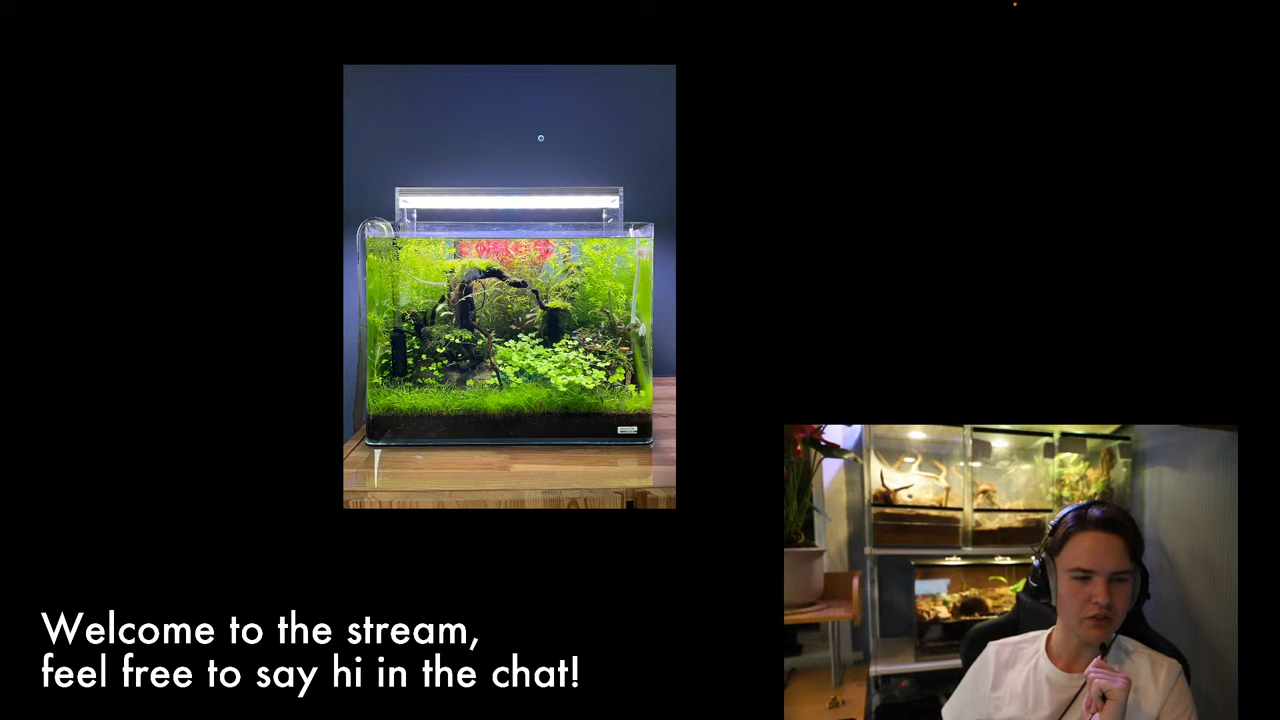 Welcome to the stream,
feel free to say hi in the chat!